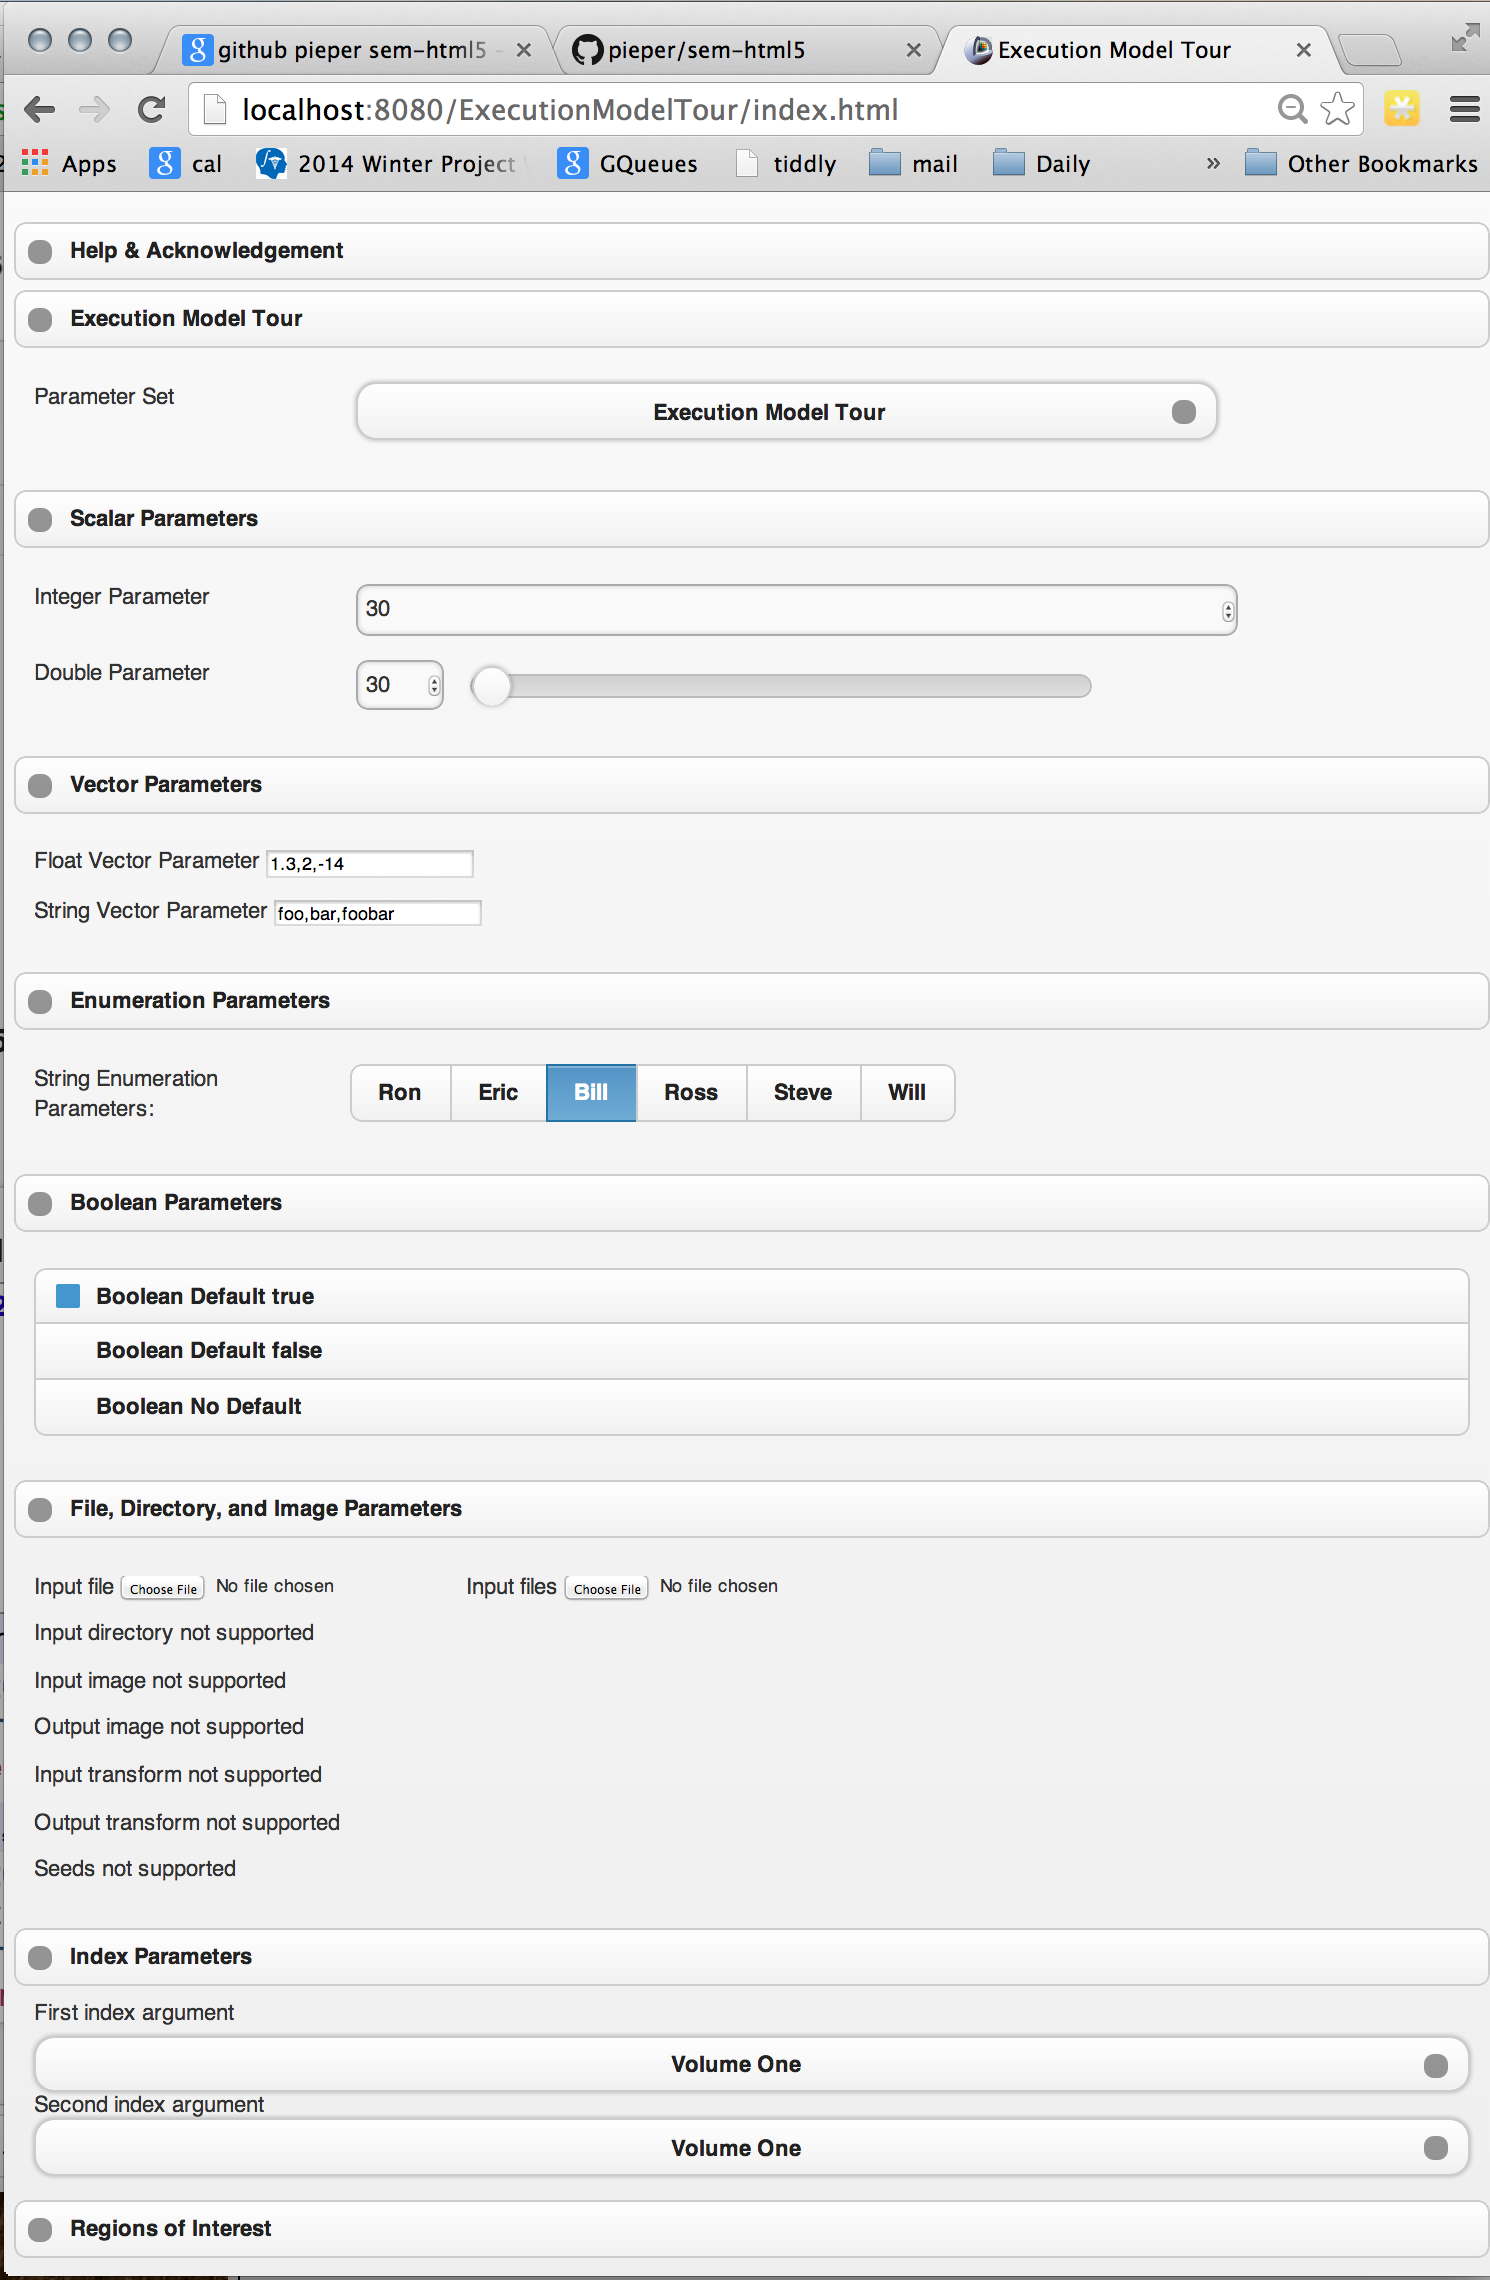 github pieper sem-html5 -
pieper/sem-html5
Execution Model Tour
localhost:8080/ExecutionModelTour/index.html
Apps
cal
2014 Winter Project
GQueues
tiddly
mail
Daily
»
Other Bookmarks
Help & Acknowledgement
Execution Model Tour
Parameter Set
Execution Model Tour
Scalar Parameters
Integer Parameter
30
Double Parameter
30
Vector Parameters
Float Vector Parameter 1.3,2,-14
String Vector Parameter foo,bar,foobar
Enumeration Parameters
String Enumeration
Parameters:
Ron Eric Bill Ross Steve Will
Boolean Parameters
Boolean Default true
Boolean Default false
Boolean No Default
File, Directory, and Image Parameters
Input file Choose File No file chosen
Input files Choose File No file chosen
Input directory not supported
Input image not supported
Output image not supported
Input transform not supported
Output transform not supported
Seeds not supported
Index Parameters
First index argument
Volume One
Second index argument
Volume One
Regions of Interest